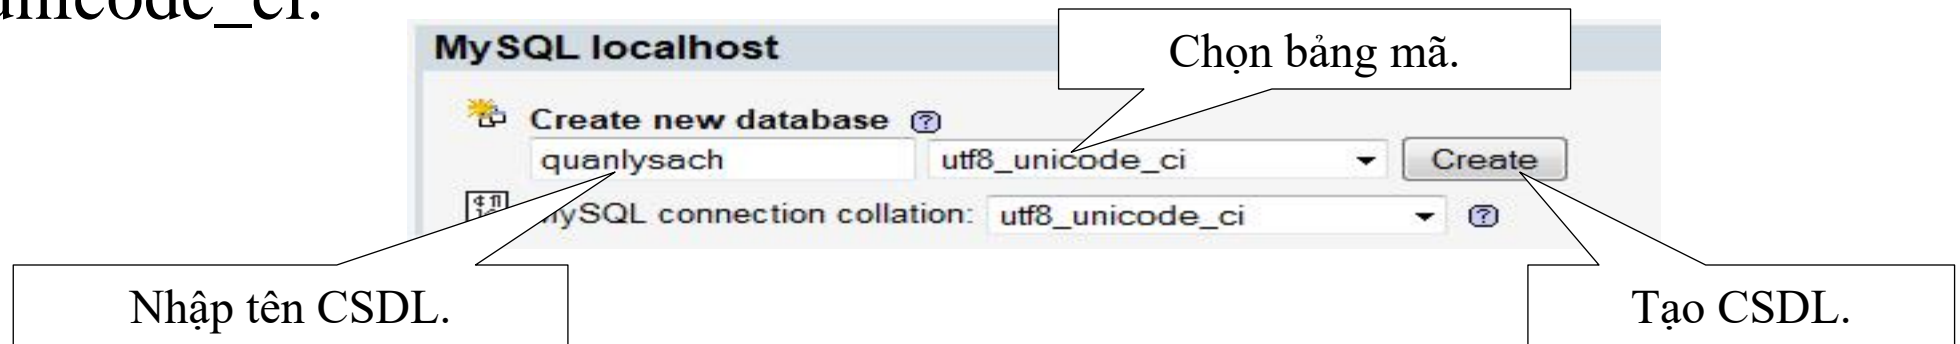 unicode_ci.
MySQL localhost
Chọn bảng mã.
Create new database
quanlysach utf8_unicode_ci Create
MySQL connection collation: utf8_unicode_ci
Nhập tên CSDL. Tạo CSDL.